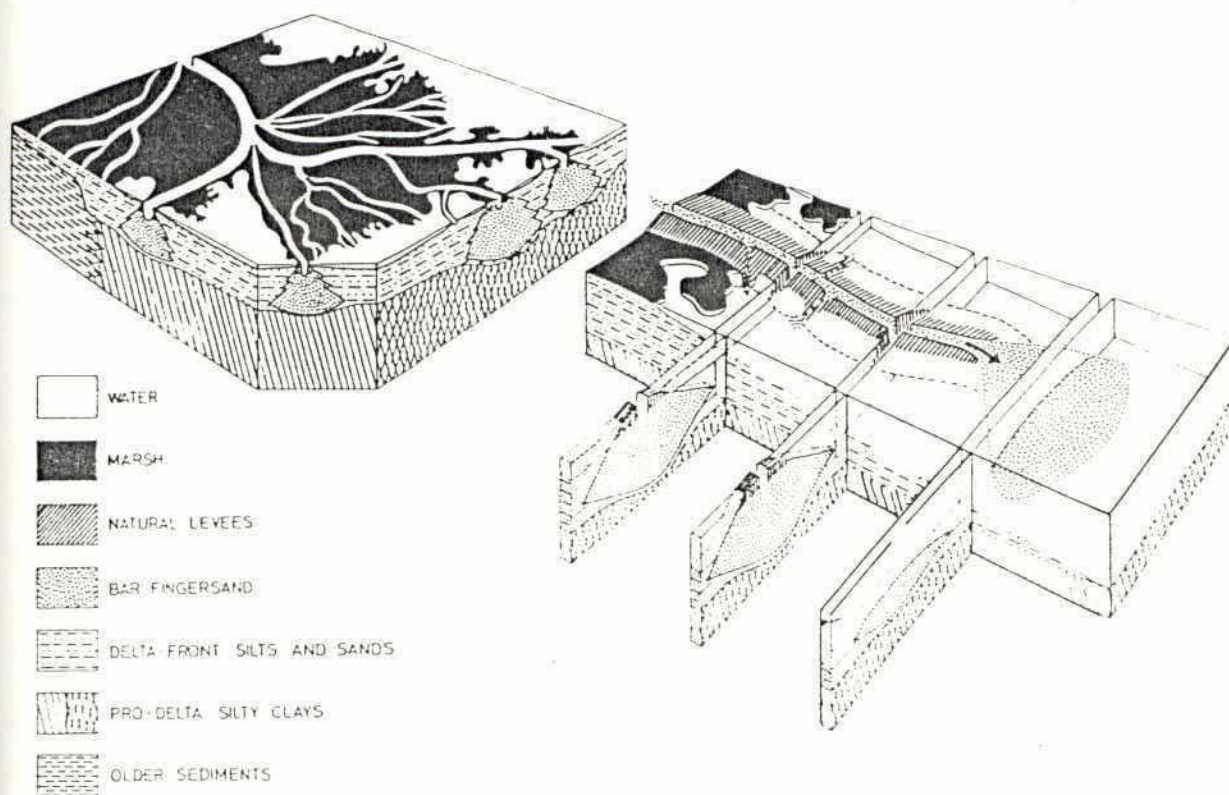 WATER
MARSH
NATURAL LEVEES
BAR FINGERSAND
DELTA FRONT SILTS AND SANDS
PRO-DELTA SILTY CLAYS
OLDER SEDIMENTS